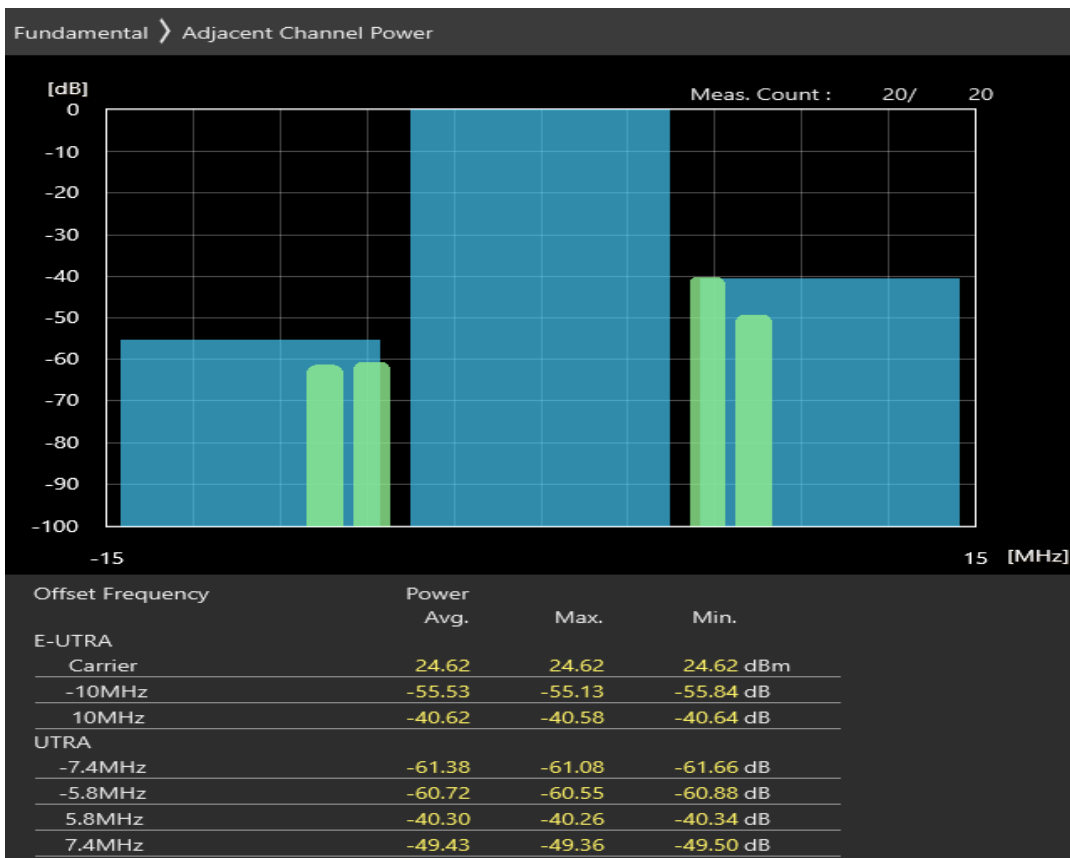 Fundamental 〉 Adjacent Channel Power
[dB]
Meas. Count : 20/ 20
0
-10
-20
-30
-40
-50
-60
-70
-80
-90
-100
-15 15 [MHz]
Offset Frequency Power
Avg. Max. Min.
E-UTRA
Carrier 24.62 24.62 24.62 dBm
-10MHz -55.53 -55.13 -55.84 dB
10MHz -40.62 -40.58 -40.64 dB
UTRA
-7.4MHz -61.38 -61.08 -61.66 dB
-5.8MHz -60.72 -60.55 -60.88 dB
5.8MHz -40.30 -40.26 -40.34 dB
7.4MHz -49.43 -49.36 -49.50 dB